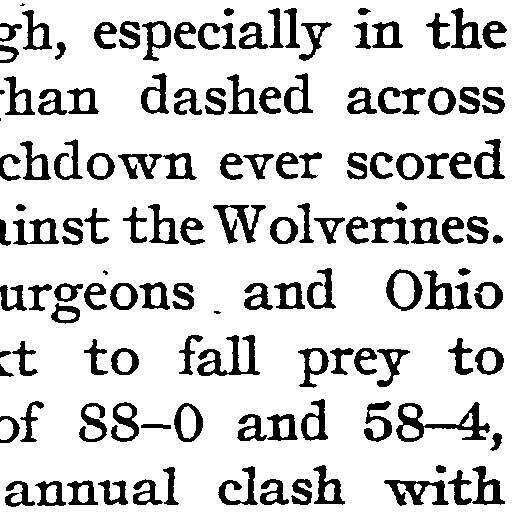 gh, especially in the
han dashed across
chdown ever scored
inst the Wolverines.
urgeons and Ohio
t to fall prey to
of 88–0 and 58–4,
annual clash with